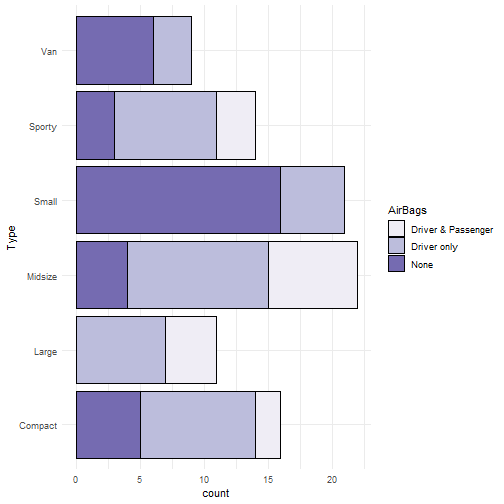 Van
Sporty
Small
Midsize
Large
Compact
Type
0 5 10 15 20
count
AirBags
Driver & Passenger
Driver only
None